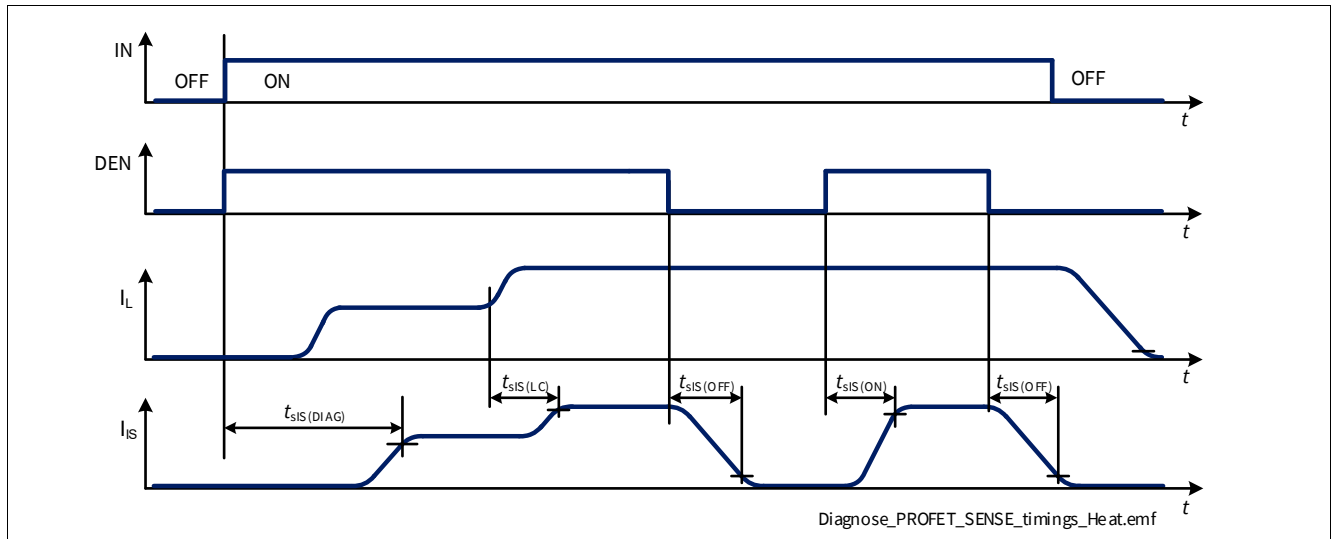 IN
OFF ON OFF
t
DEN
t
I_L
t
t_sIS(DIAG) t_sIS(LC) t_sIS(OFF) t_sIS(ON) t_sIS(OFF)
I_IS
t
Diagnose_PROFET_SENSE_timings_Heat.emf